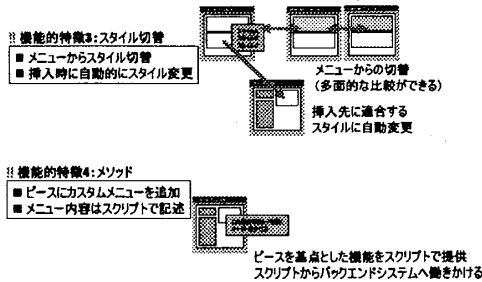 機能的特徴3:スタイル切替
■ メニューからスタイル切替
■ 挿入時に自動的にスタイル変更
メニューからの切替
(多面的な比較ができる)
挿入先に適合する
スタイルに自動変更
機能的特徴4:メソッド
■ ピースにカスタムメニューを追加
■ メニュー内容はスクリプトで記述
ピースを基点とした機能をスクリプトで提供
スクリプトからバックエンドシステムへ働きかける